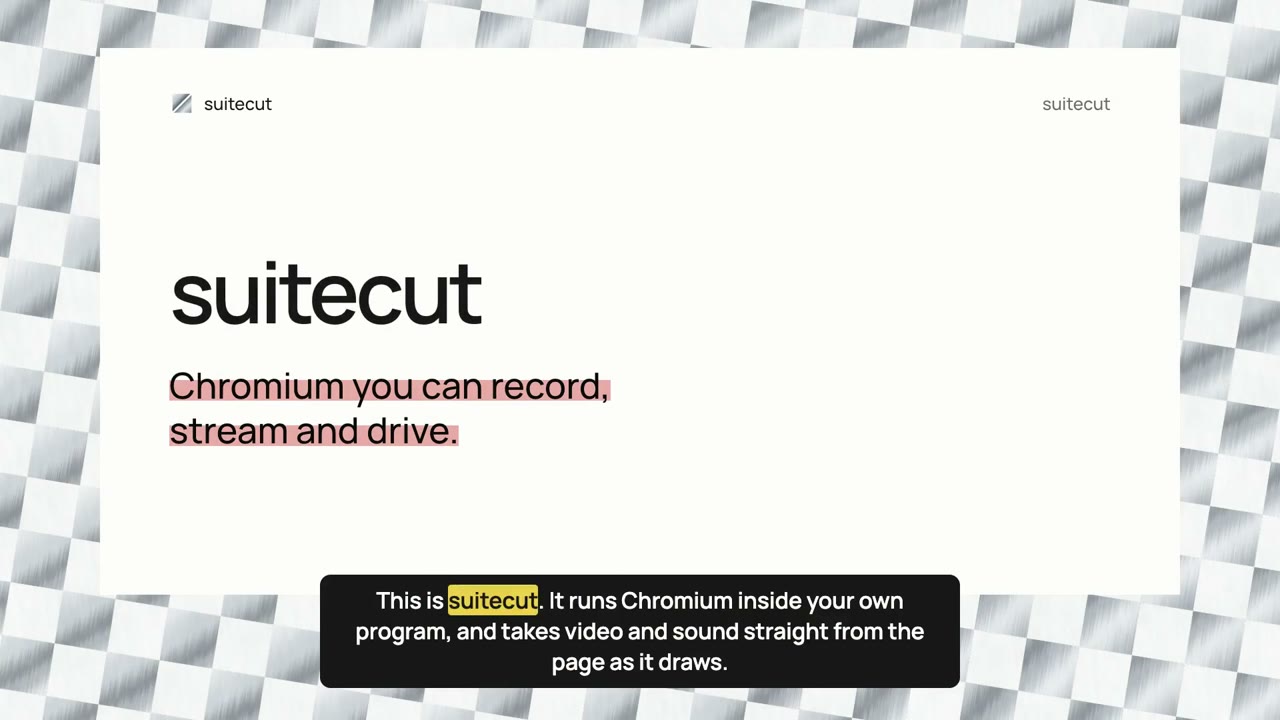 suitecut
suitecut
suitecut
Chromium you can record,
stream and drive.
This is suitecut. It runs Chromium inside your own
program, and takes video and sound straight from the
page as it draws.